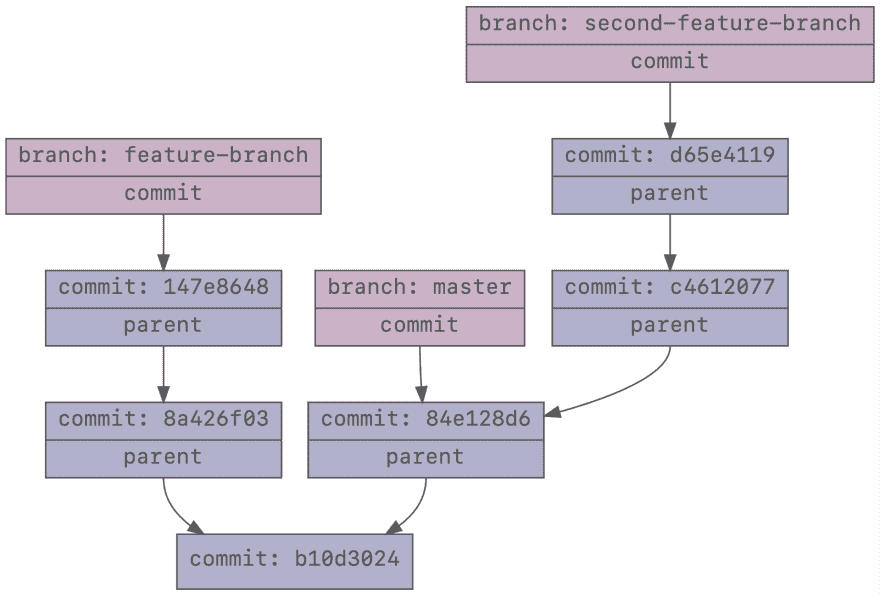 branch: second-feature-branch
commit
branch: feature-branch
commit
commit: d65e4119
parent
commit: 147e8648
parent
branch: master
commit
commit: c4612077
parent
commit: 8a426f03
parent
commit: 84e128d6
parent
commit: b10d3024